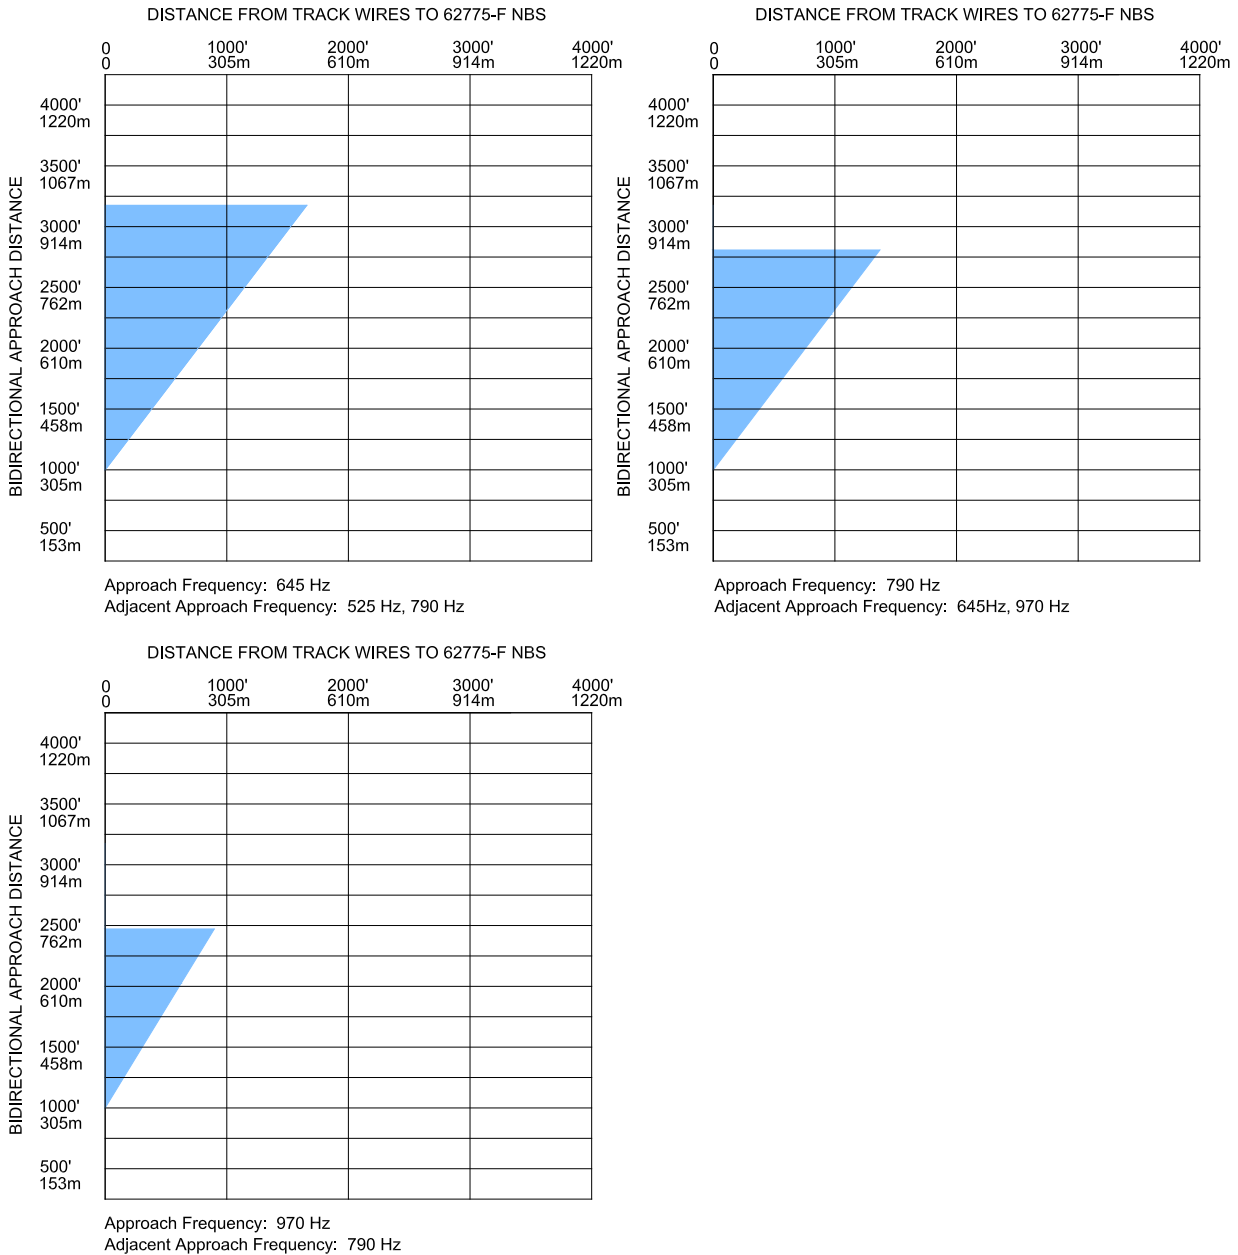 DISTANCE FROM TRACK WIRES TO 62775-F NBS
0 1000' 2000' 3000' 4000'
0 305m 610m 914m 1220m
BIDIRECTIONAL APPROACH DISTANCE
4000'
1220m
3500'
1067m
3000'
914m
2500'
762m
2000'
610m
1500'
458m
1000'
305m
500'
153m
Approach Frequency: 645 Hz
Adjacent Approach Frequency: 525 Hz, 790 Hz
DISTANCE FROM TRACK WIRES TO 62775-F NBS
0 1000' 2000' 3000' 4000'
0 305m 610m 914m 1220m
BIDIRECTIONAL APPROACH DISTANCE
4000'
1220m
3500'
1067m
3000'
914m
2500'
762m
2000'
610m
1500'
458m
1000'
305m
500'
153m
Approach Frequency: 790 Hz
Adjacent Approach Frequency: 645Hz, 970 Hz
DISTANCE FROM TRACK WIRES TO 62775-F NBS
0 1000' 2000' 3000' 4000'
0 305m 610m 914m 1220m
BIDIRECTIONAL APPROACH DISTANCE
4000'
1220m
3500'
1067m
3000'
914m
2500'
762m
2000'
610m
1500'
458m
1000'
305m
500'
153m
Approach Frequency: 970 Hz
Adjacent Approach Frequency: 790 Hz